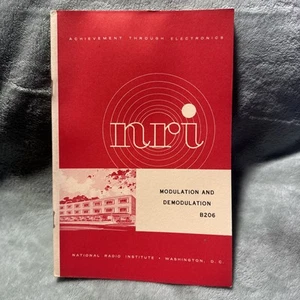 ACHIEVEMENT THROUGH ELECTRONICS
nri
MODULATION AND
DEMODULATION
B206
NATIONAL RADIO INSTITUTE • WASHINGTON, D. C.